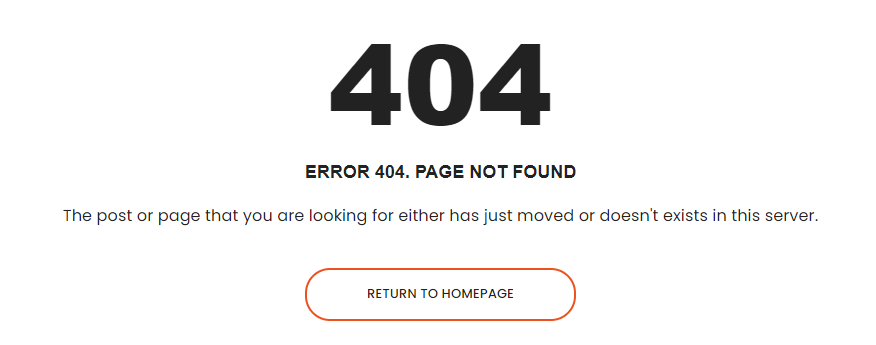 404
ERROR 404. PAGE NOT FOUND
The post or page that you are looking for either has just moved or doesn't exists in this server.
RETURN TO HOMEPAGE